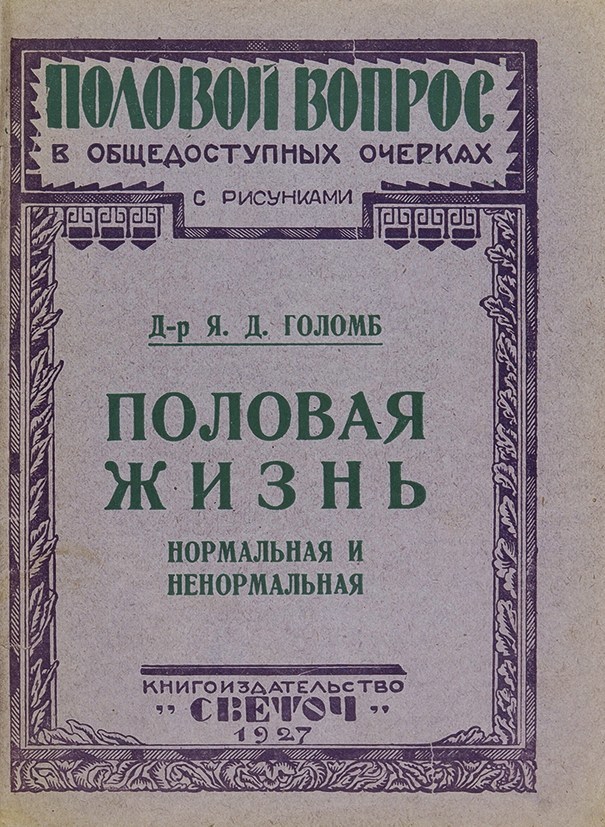 ПОЛОВОЙ ВОПРОС
В ОБЩЕДОСТУПНЫХ ОЧЕРКАХ
С РИСУНКАМИ
Д-р Я. Д. ГОЛОМБ
ПОЛОВАЯ
ЖИЗНЬ
НОРМАЛЬНАЯ И
НЕНОРМАЛЬНАЯ
КНИГОИЗДАТЕЛЬСТВО
„ СВЕТОЧ "
1927